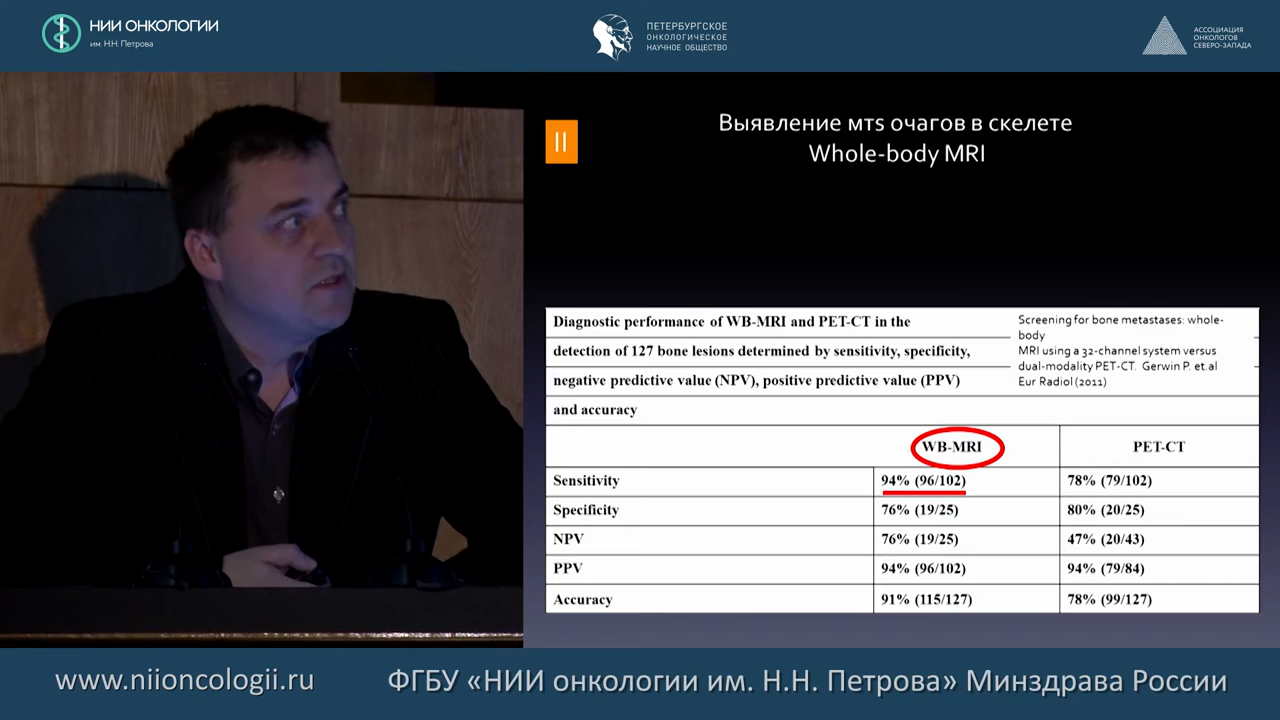 НИИ ОНКОЛОГИИ
им. Н.Н. Петрова
ПЕТЕРБУРГСКОЕ
ОНКОЛОГИЧЕСКОЕ
НАУЧНОЕ ОБЩЕСТВО
АССОЦИАЦИЯ
ОНКОЛОГОВ
СЕВЕРО-ЗАПАДА
II
Выявление мтs очагов в скелете
Whole-body MRI
Diagnostic performance of WB-MRI and PET-CT in the
detection of 127 bone lesions determined by sensitivity, specificity,
negative predictive value (NPV), positive predictive value (PPV)
and accuracy
Screening for bone metastases: whole-
body
MRI using a 32-channel system versus
dual-modality PET-CT. Gerwin P. et.al
Eur Radiol (2011)
WB-MRI PET-CT
Sensitivity 94% (96/102) 78% (79/102)
Specificity 76% (19/25) 80% (20/25)
NPV 76% (19/25) 47% (20/43)
PPV 94% (96/102) 94% (79/84)
Accuracy 91% (115/127) 78% (99/127)
www.niioncologii.ru ФГБУ «НИИ онкологии им. Н.Н. Петрова» Минздрава России